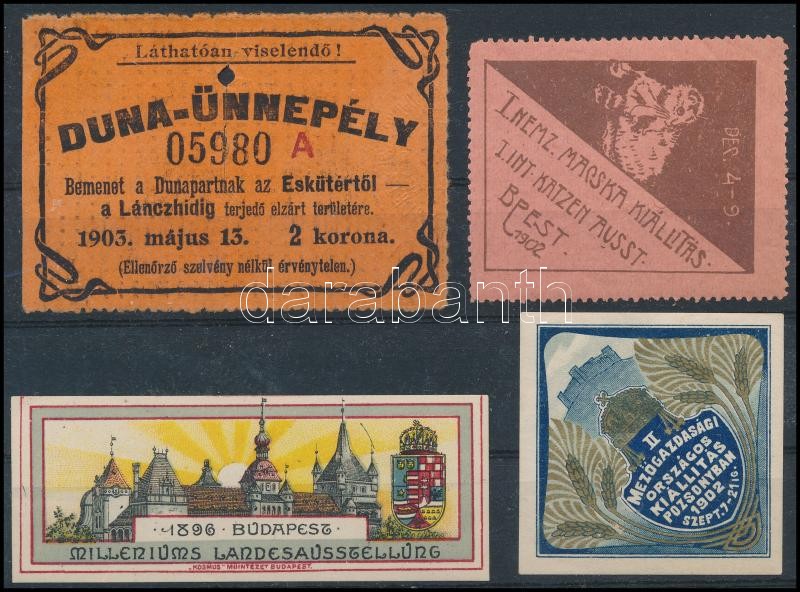 Láthatóan viselendő!
DUNA-ÜNNEPÉLY
05980 A
Bemenet a Dunapartnak az Eskütértől —
a Lánczhidig terjedő elzárt területére.
1903. május 13. 2 korona.
(Ellenőrző szelvény nélkül érvénytelen.)
DEC. 4-9.
I. NEMZ. MACSKA KIÁLLITÁS.
I. INT. KATZEN AUSST.
BPEST.
1902
darabanth
·1896·BUDAPEST·
MILLENIUMS LANDESAUSSTELLUNG
„KOSMOS" MŰINTÉZET BUDAPEST.
II
MEZŐGAZDASÁGI
ORSZÁGOS
KIÁLLITÁS
POZSONYBAN
1902
SZEPT. 7-21 IG.